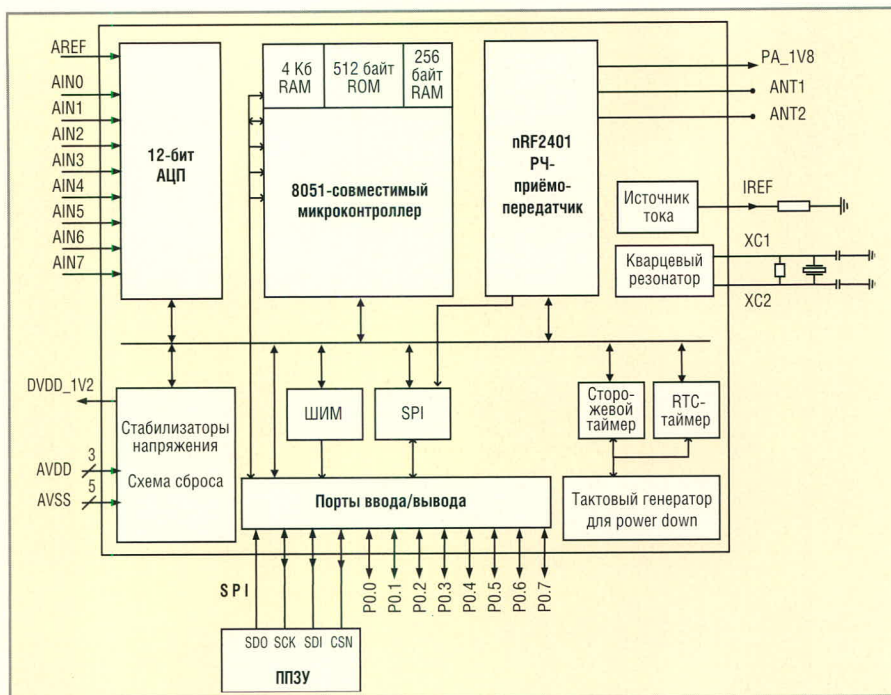 AREF
AIN0
AIN1
AIN2
AIN3
AIN4
AIN5
AIN6
AIN7
12-бит
АЦП
4 Кб
RAM
512 байт
ROM
256
байт
RAM
8051-совместимый
микроконтроллер
nRF2401
РЧ-
приёмо-
передатчик
PA_1V8
ANT1
ANT2
Источник
тока
IREF
Кварцевый
резонатор
XC1
XC2
DVDD_1V2
AVDD
3
AVSS
5
Стабилизаторы
напряжения
Схема сброса
ШИМ
SPI
Сторо-
жевой
таймер
RTC-
таймер
Порты ввода/вывода
Тактовый генератор
для power down
SPI
P0.0
P0.1
P0.2
P0.3
P0.4
P0.5
P0.6
P0.7
SDO SCK SDI CSN
ППЗУ